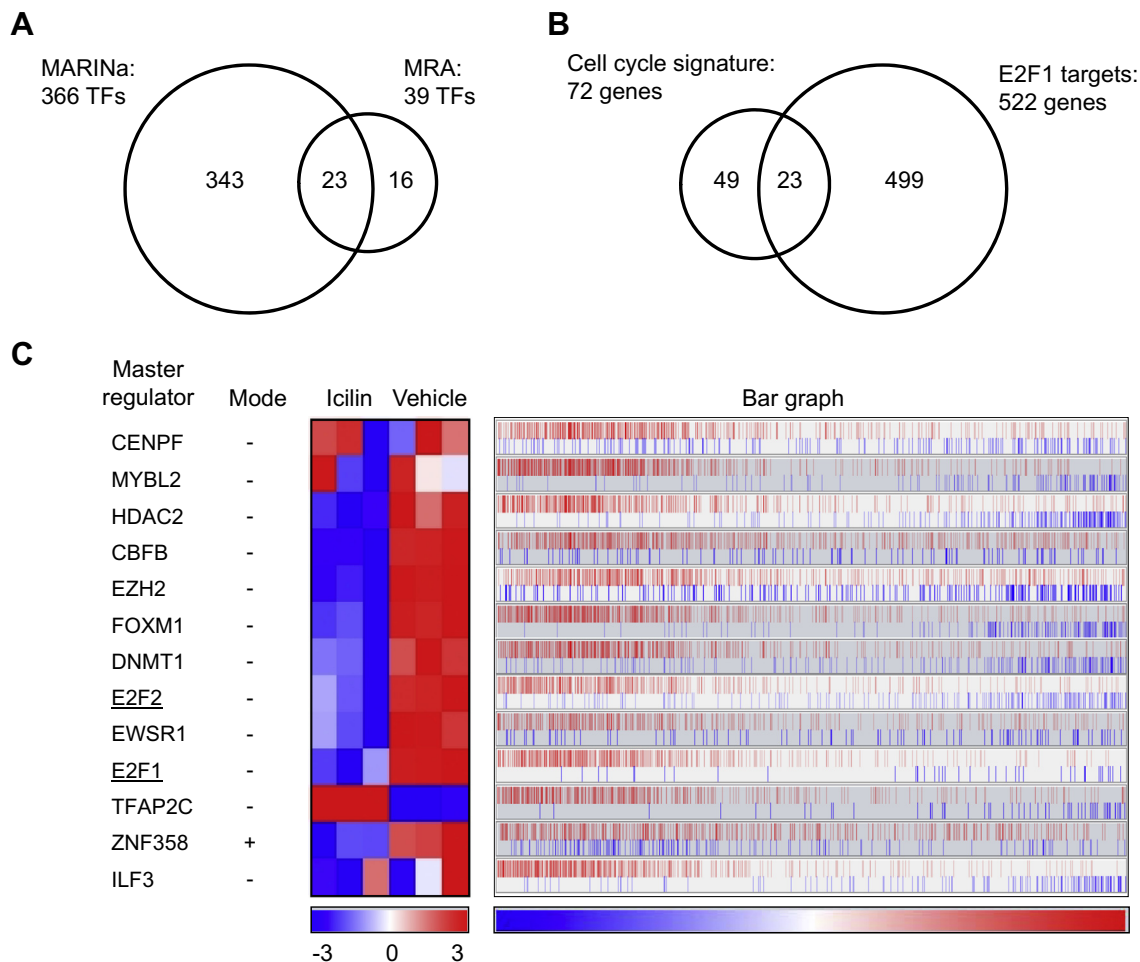 A
MARINa:
366 TFs
MRA:
39 TFs
343
23
16
B
Cell cycle signature:
72 genes
E2F1 targets:
522 genes
49
23
499
C
Master
regulator
Mode
Icilin
Vehicle
Bar graph
CENPF -
MYBL2 -
HDAC2 -
CBFB -
EZH2 -
FOXM1 -
DNMT1 -
E2F2 -
EWSR1 -
E2F1 -
TFAP2C -
ZNF358 +
ILF3 -
-3 0 3